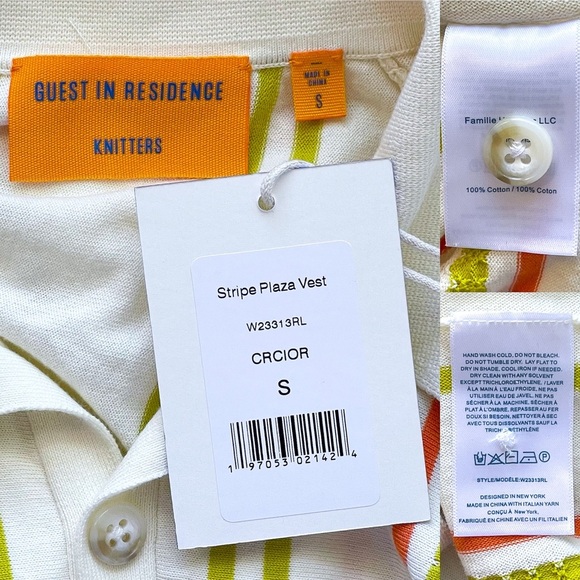 GUEST IN RESIDENCE
KNITTERS
MADE IN
CHINA
S
Stripe Plaza Vest
W23313RL
CRCIOR
S
1 97053 02142 4
Famille LLC
100% Cotton / 100% Coton
HAND WASH COLD, DO NOT BLEACH.
DO NOT TUMBLE DRY. LAY FLAT TO
DRY IN SHADE, COOL IRON IF NEEDED.
DRY CLEAN WITH ANY SOLVENT
EXCEPT TRICHLOROETYLENE. / LAVER
À LA MAIN À L'EAU FROIDE, NE PAS
UTILISER EAU DE JAVEL, NE PAS
SÉCHER À LA MACHINE. SÉCHER À
PLAT À L'OMBRE. REPASSER AU FER
DOUX SI BESOIN. NETTOYER À SEC
AVEC TOUS DISSOLVANTS SAUF LA
STYLE/MODÈLE: W23313RL
DESIGNED IN NEW YORK
MADE IN CHINA WITH ITALIAN YARN
CONÇU À New York,
FABRIQUÉ EN CHINE AVEC UN FIL ITALIEN